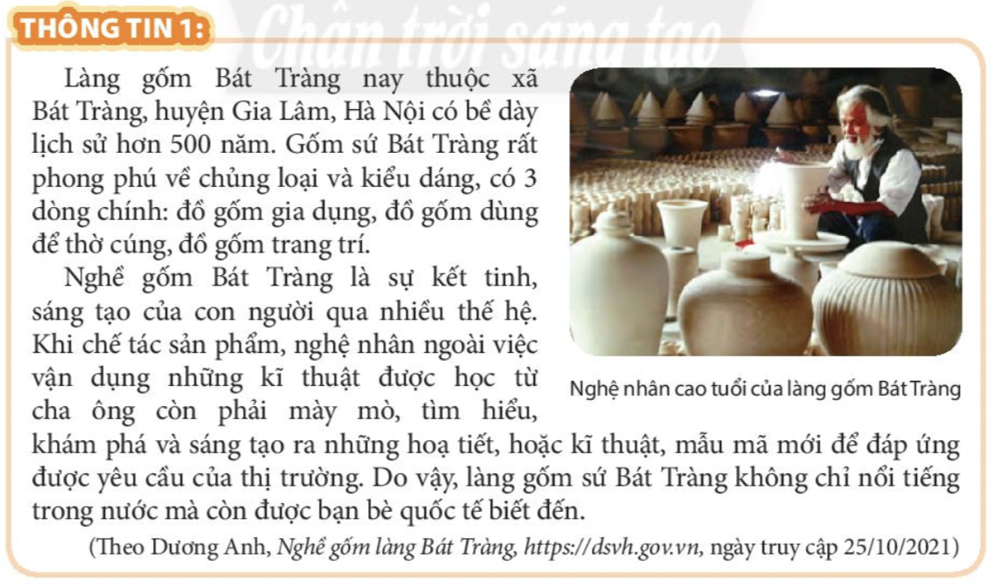 Chân trời sáng tạo
THÔNG TIN 1:
Làng gốm Bát Tràng nay thuộc xã
Bát Tràng, huyện Gia Lâm, Hà Nội có bề dày
lịch sử hơn 500 năm. Gốm sứ Bát Tràng rất
phong phú về chủng loại và kiểu dáng, có 3
dòng chính: đồ gốm gia dụng, đồ gốm dùng
để thờ cúng, đồ gốm trang trí.
Nghề gốm Bát Tràng là sự kết tinh,
sáng tạo của con người qua nhiều thế hệ.
Khi chế tác sản phẩm, nghệ nhân ngoài việc
vận dụng những kĩ thuật được học từ
cha ông còn phải mày mò, tìm hiểu,
khám phá và sáng tạo ra những hoạ tiết, hoặc kĩ thuật, mẫu mã mới để đáp ứng
được yêu cầu của thị trường. Do vậy, làng gốm sứ Bát Tràng không chỉ nổi tiếng
trong nước mà còn được bạn bè quốc tế biết đến.
(Theo Dương Anh, Nghề gốm làng Bát Tràng, https://dsvh.gov.vn, ngày truy cập 25/10/2021)
Nghệ nhân cao tuổi của làng gốm Bát Tràng